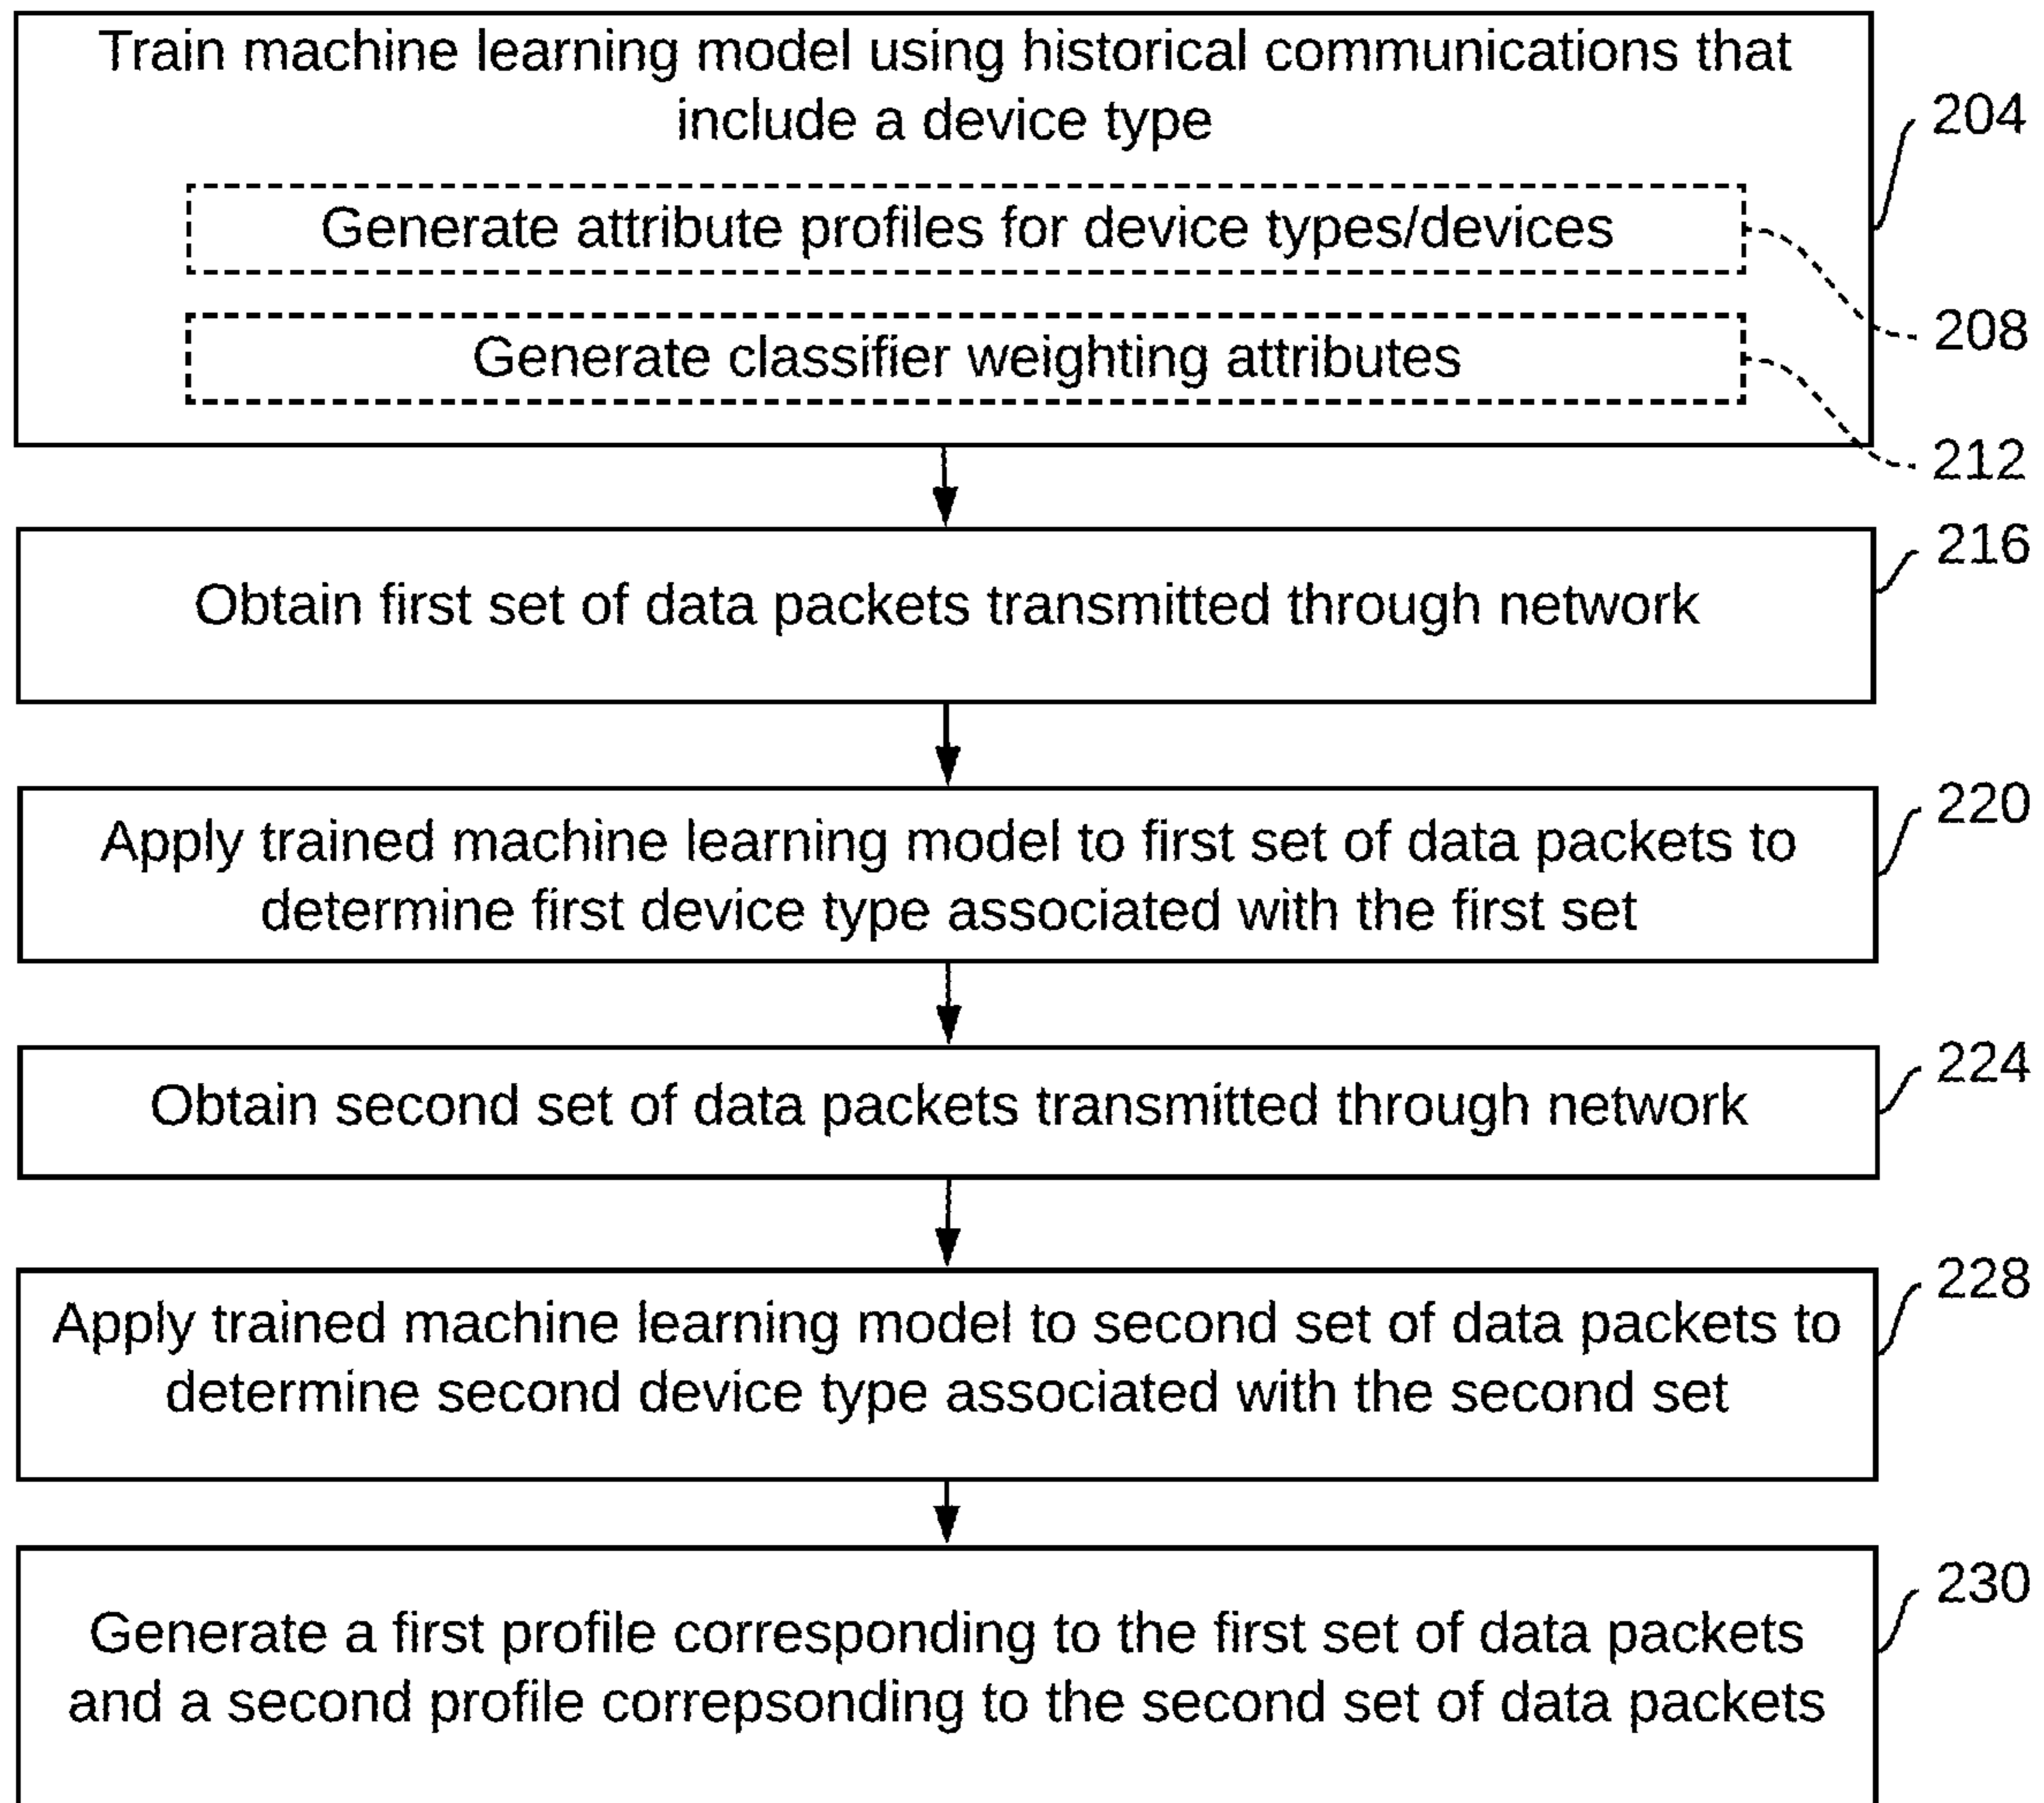 Train machine learning model using historical communications that
include a device type
204
Generate attribute profiles for device types/devices
208
Generate classifier weighting attributes
212
216
Obtain first set of data packets transmitted through network
220
Apply trained machine learning model to first set of data packets to
determine first device type associated with the first set
224
Obtain second set of data packets transmitted through network
228
Apply trained machine learning model to second set of data packets to
determine second device type associated with the second set
230
Generate a first profile corresponding to the first set of data packets
and a second profile correpsonding to the second set of data packets